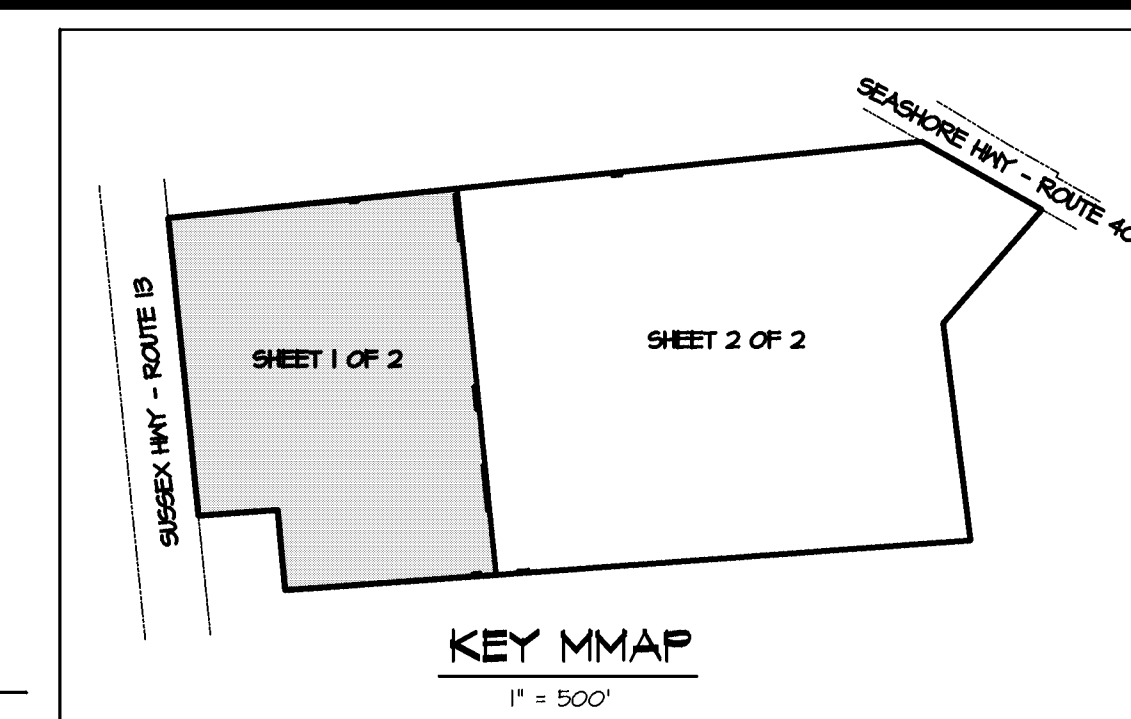 SEASHORE HWY - ROUTE 40
SUSSEX HWY - ROUTE 13
SHEET 1 OF 2
SHEET 2 OF 2
KEY MMAP
1" = 500'